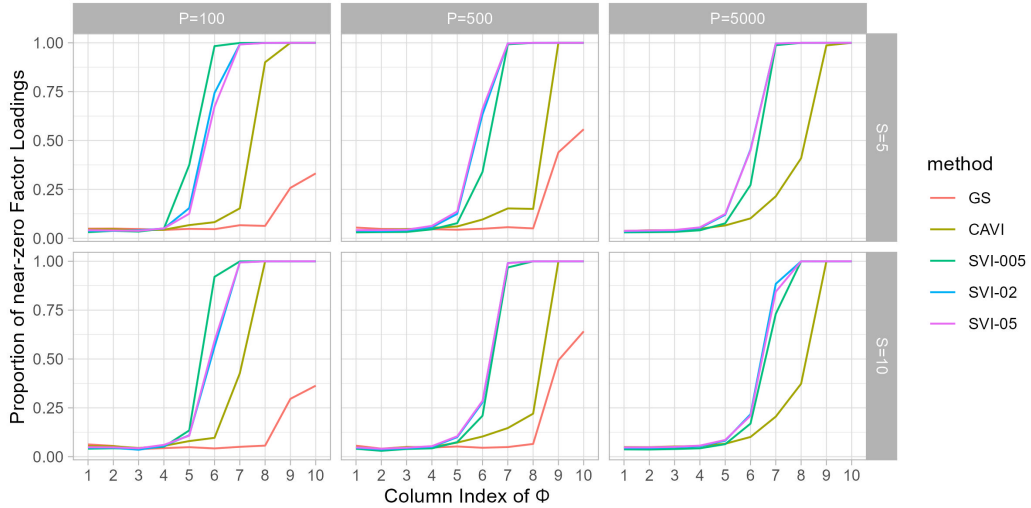 P=100
P=500
P=5000
Proportion of near-zero Factor Loadings
1.00
0.75
0.50
0.25
0.00
S=5
1.00
0.75
0.50
0.25
0.00
S=10
1 2 3 4 5 6 7 8 9 10
1 2 3 4 5 6 7 8 9 10
1 2 3 4 5 6 7 8 9 10
Column Index of Φ
method
GS
CAVI
SVI-005
SVI-02
SVI-05